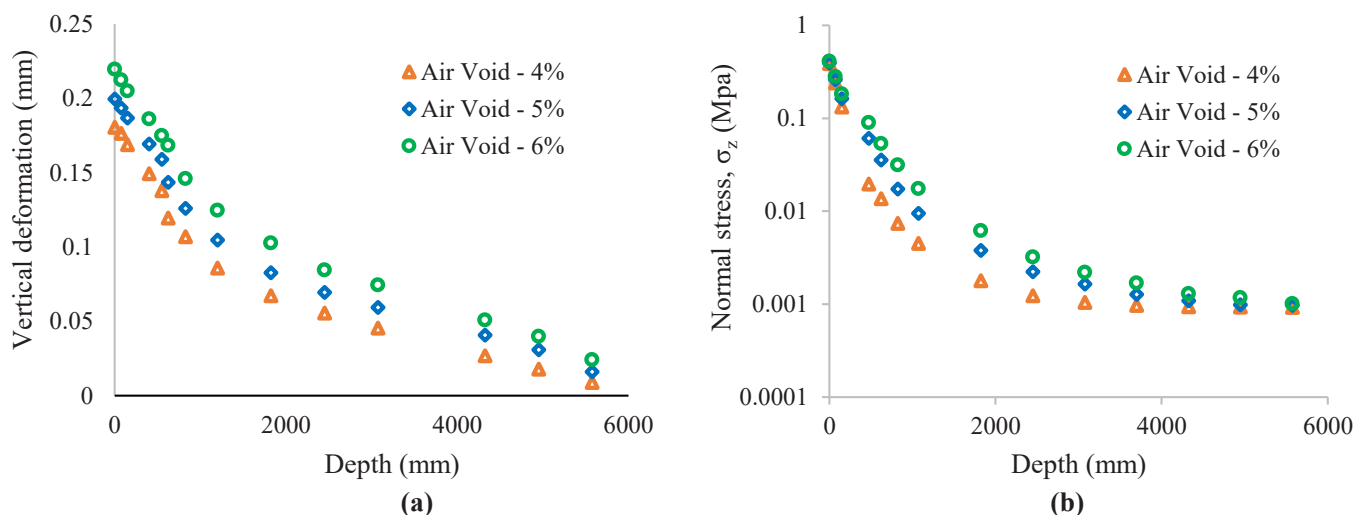 Vertical deformation (mm)
0.25
0.2
0.15
0.1
0.05
0
0 2000 4000 6000
Depth (mm)
(a)
Air Void - 4%
Air Void - 5%
Air Void - 6%
Normal stress, σz (Mpa)
1
0.1
0.01
0.001
0.0001
0 2000 4000 6000
Depth (mm)
(b)
Air Void - 4%
Air Void - 5%
Air Void - 6%